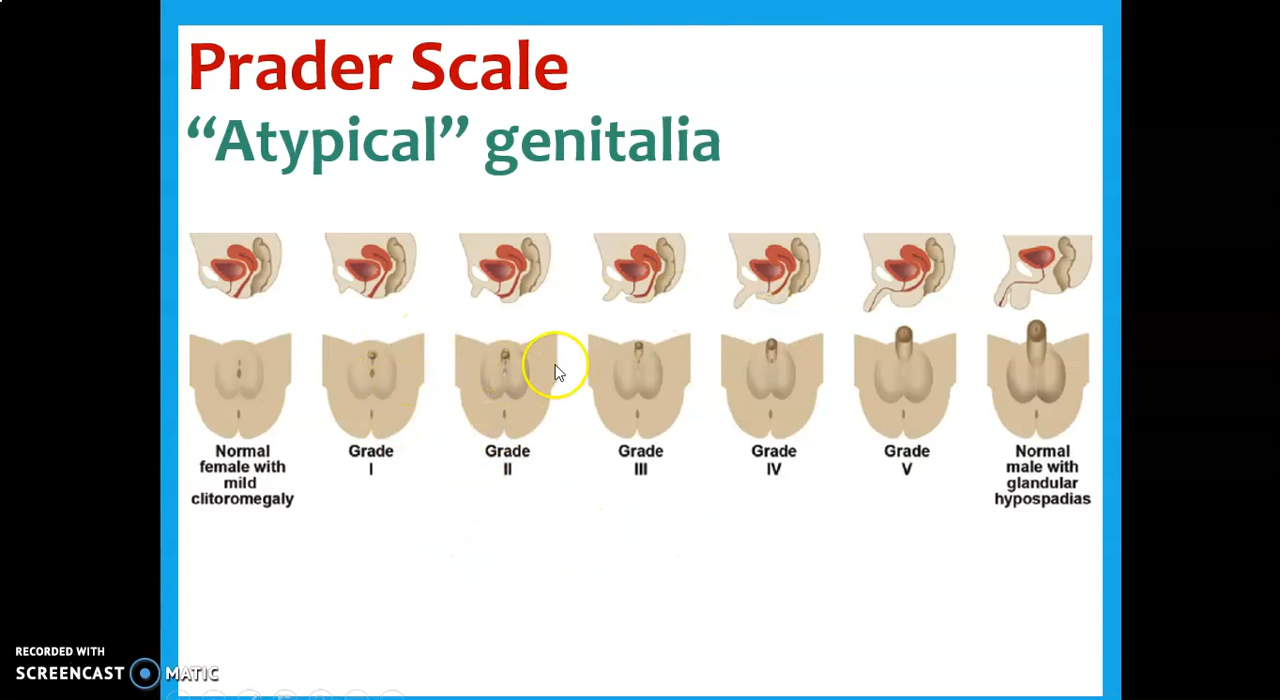 Prader Scale
“Atypical” genitalia
Normal
female with
mild
clitoromegaly
Grade
I
Grade
II
Grade
III
Grade
IV
Grade
V
Normal
male with
glandular
hypospadias
RECORDED WITH
SCREENCAST MATIC